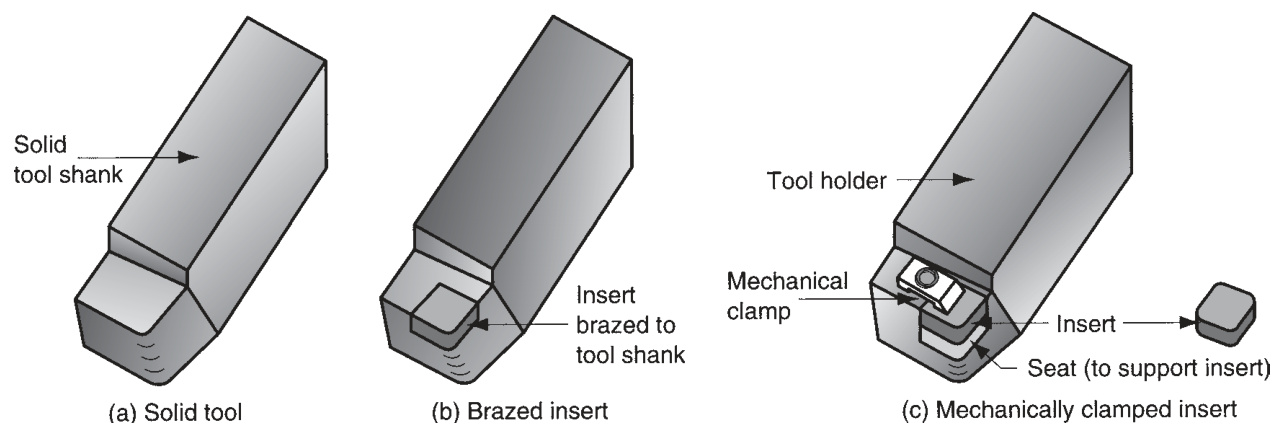 Solid
tool shank
(a) Solid tool
Insert
brazed to
tool shank
(b) Brazed insert
Tool holder
Mechanical
clamp
Insert
Seat (to support insert)
(c) Mechanically clamped insert